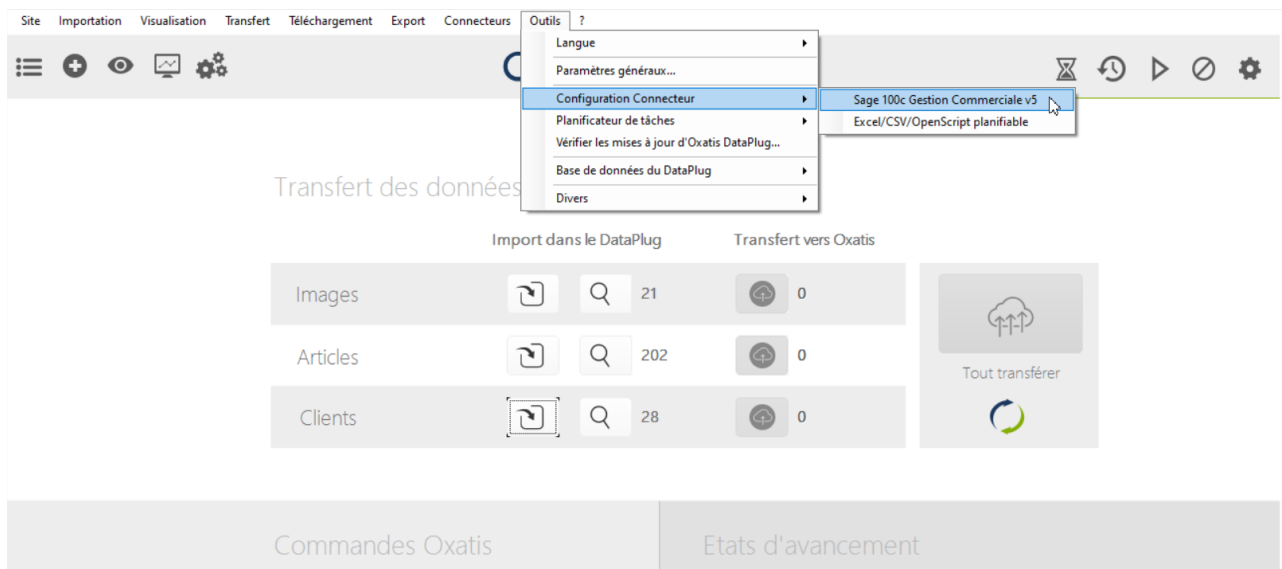 Site Importation Visualisation Transfert Téléchargement Export Connecteurs Outils ?
Langue
Paramètres généraux...
Configuration Connecteur
Sage 100c Gestion Commerciale v5
Planificateur de tâches
Excel/CSV/OpenScript planifiable
Vérifier les mises à jour d'Oxatis DataPlug...
Base de données du DataPlug
Divers
Transfert des données
Import dans le DataPlug Transfert vers Oxatis
Images 21 0
Articles 202 0
Tout transférer
Clients 28 0
Commandes Oxatis Etats d'avancement